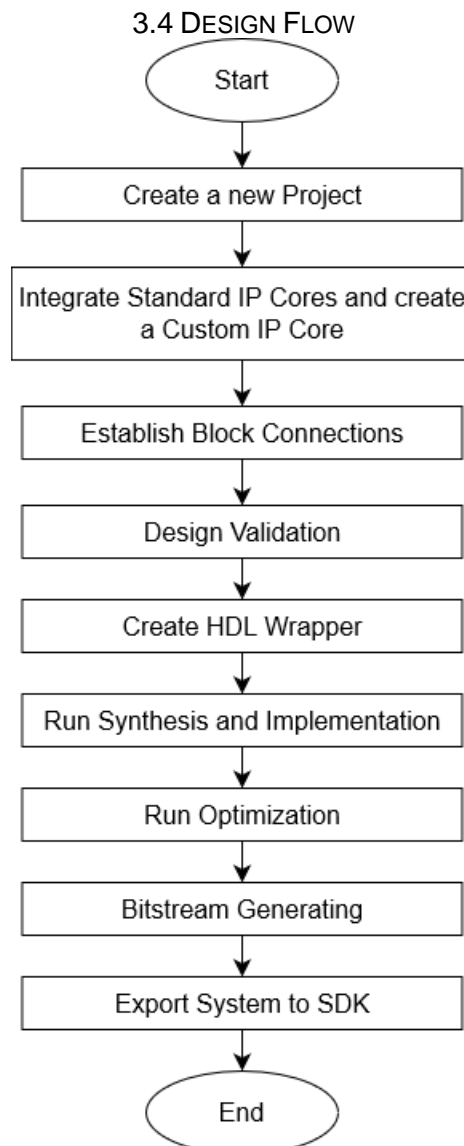 3.4 DESIGN FLOW
Start
Create a new Project
Integrate Standard IP Cores and create
a Custom IP Core
Establish Block Connections
Design Validation
Create HDL Wrapper
Run Synthesis and Implementation
Run Optimization
Bitstream Generating
Export System to SDK
End